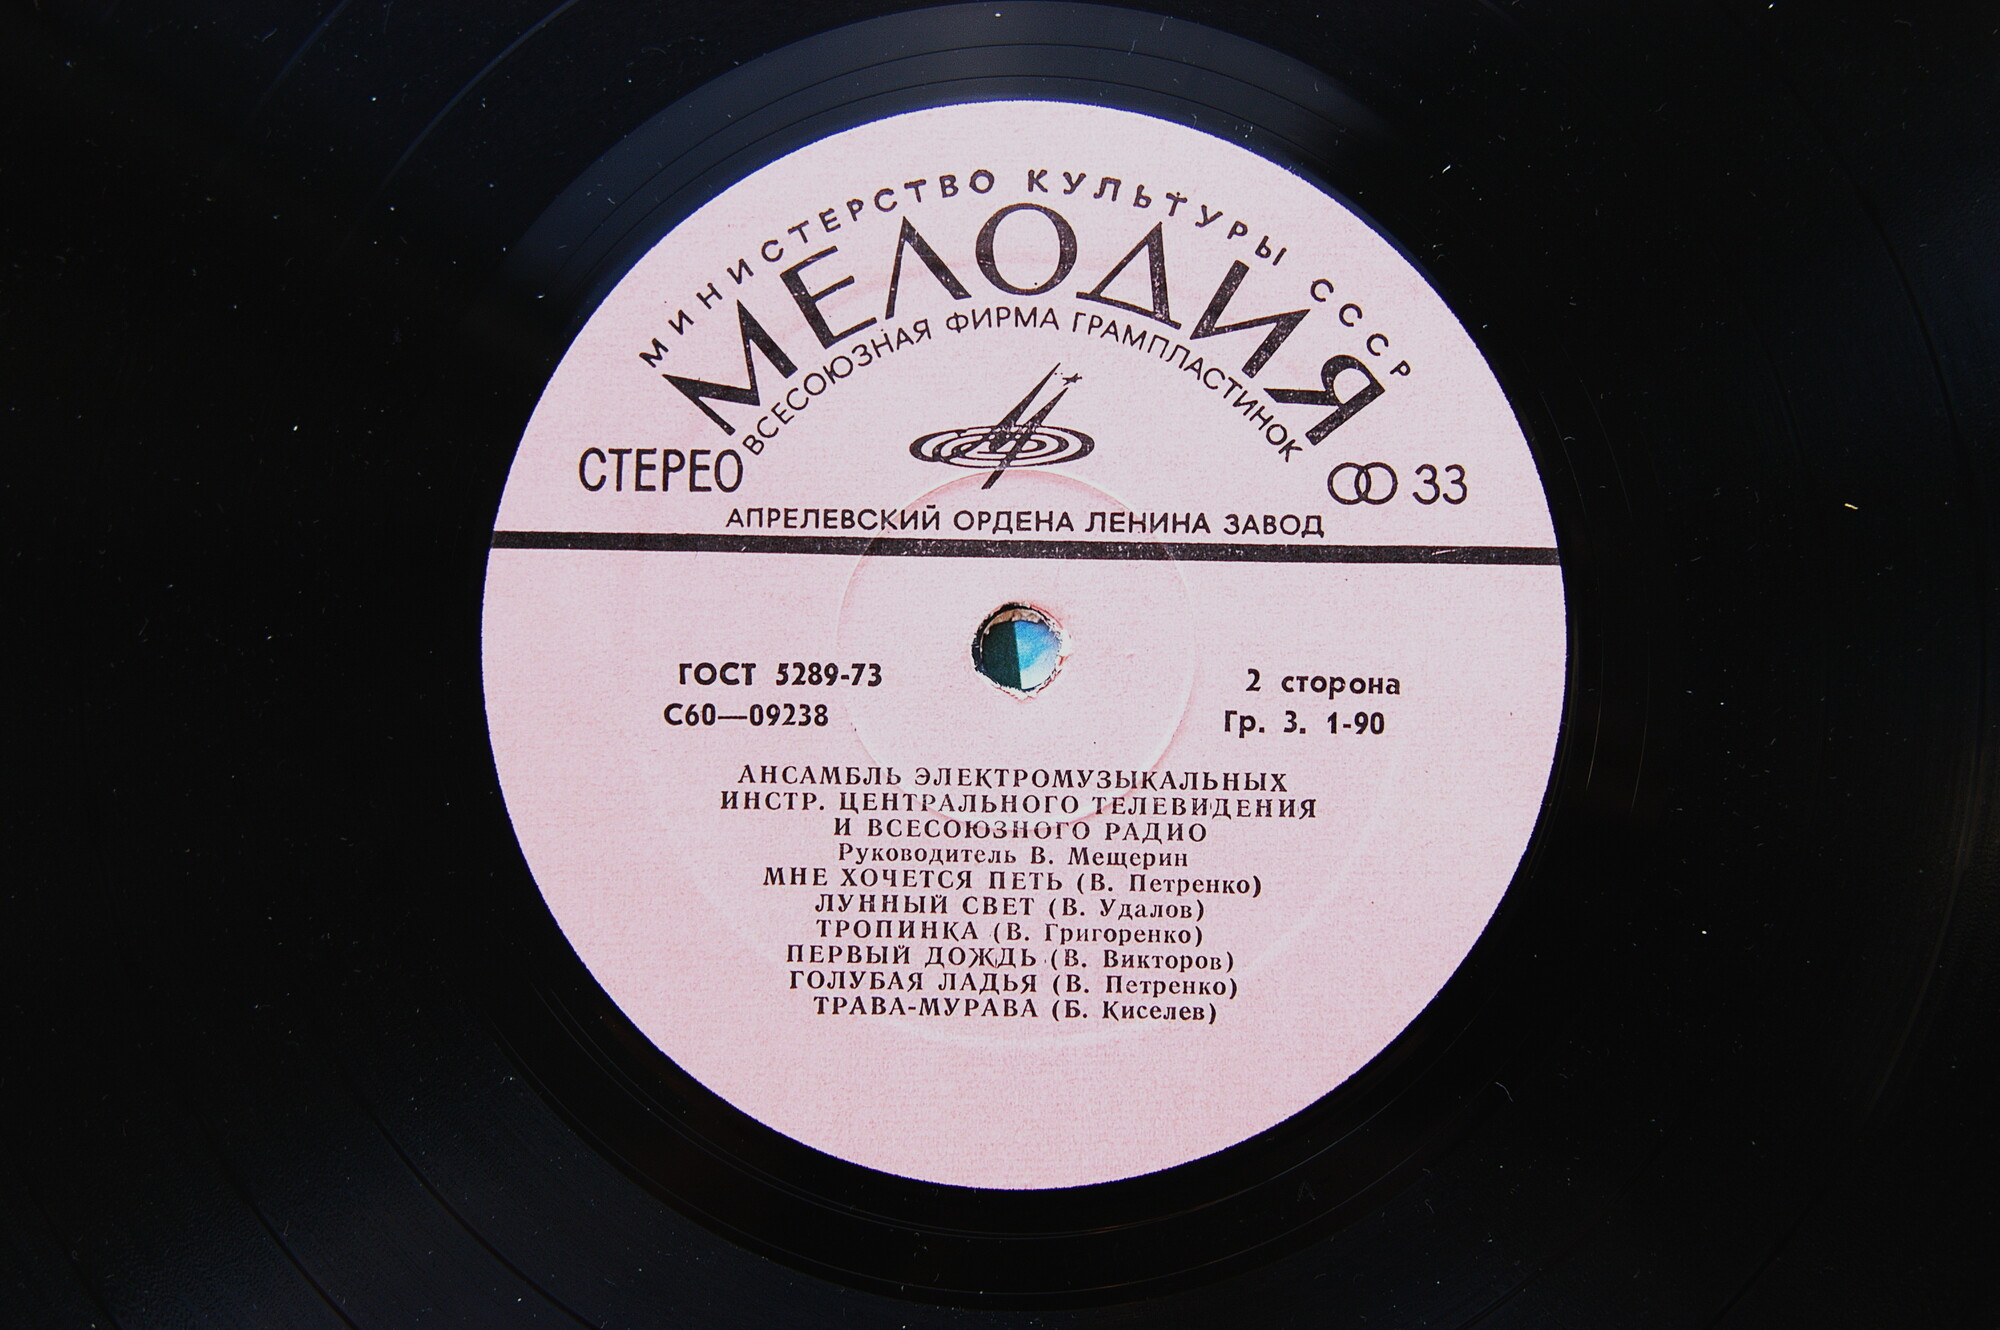 МИНИСТЕРСТВО КУЛЬТУРЫ СССР
МЕЛОДИЯ
ВСЕСОЮЗНАЯ ФИРМА ГРАМПЛАСТИНОК
СТЕРЕО
33
АПРЕЛЕВСКИЙ ОРДЕНА ЛЕНИНА ЗАВОД
ГОСТ 5289-73
С60—09238
2 сторона
Гр. 3. 1-90
АНСАМБЛЬ ЭЛЕКТРОМУЗЫКАЛЬНЫХ
ИНСТР. ЦЕНТРАЛЬНОГО ТЕЛЕВИДЕНИЯ
И ВСЕСОЮЗНОГО РАДИО
Руководитель В. Мещерин
МНЕ ХОЧЕТСЯ ПЕТЬ (В. Петренко)
ЛУННЫЙ СВЕТ (В. Удалов)
ТРОПИНКА (В. Григоренко)
ПЕРВЫЙ ДОЖДЬ (В. Викторов)
ГОЛУБАЯ ЛАДЬЯ (В. Петренко)
ТРАВА-МУРАВА (Б. Киселев)